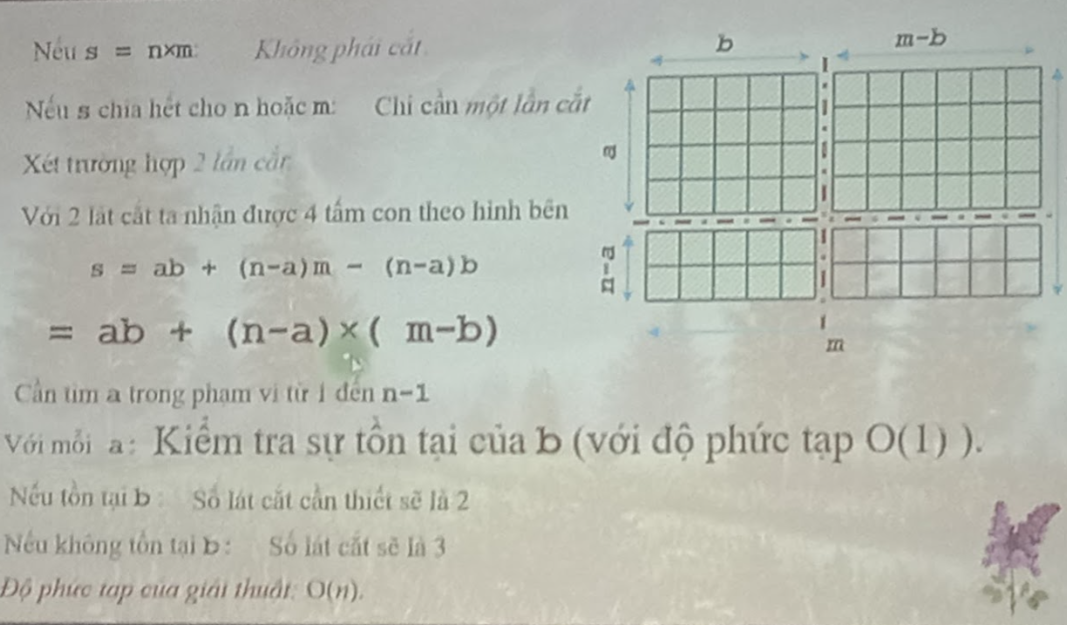 Nếu s = n×m: Không phải cắt.
Nếu s chia hết cho n hoặc m: Chỉ cần một lần cắt
Xét trường hợp 2 lần cắt.
Với 2 lát cắt ta nhận được 4 tấm con theo hình bên
s = ab + (n-a)m - (n-a)b
= ab + (n-a)×( m-b)
Cần tìm a trong phạm vi từ 1 đến n-1
Với mỗi a: Kiểm tra sự tồn tại của b (với độ phức tạp O(1) ).
Nếu tồn tại b : Số lát cắt cần thiết sẽ là 2
Nếu không tồn tại b : Số lát cắt sẽ là 3
Độ phức tạp của giải thuật: O(n).
b
m-b
a
n-a
m